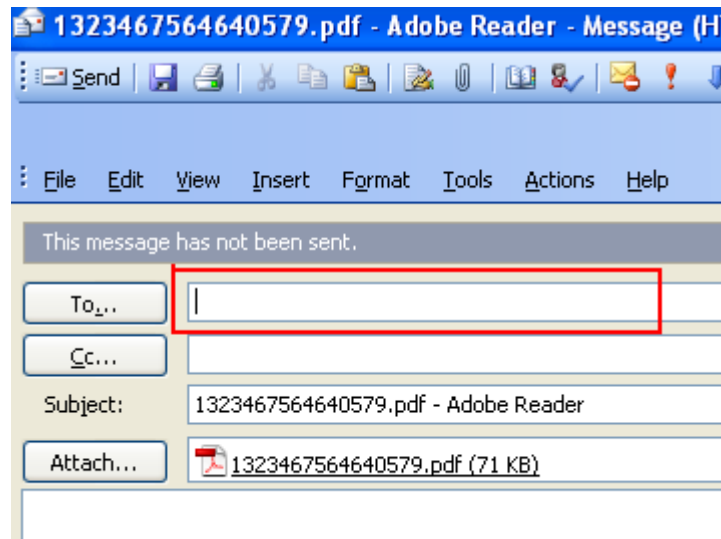 1323467564640579.pdf - Adobe Reader - Message (H
Send
File Edit View Insert Format Tools Actions Help
This message has not been sent.
To...
Cc...
Subject: 1323467564640579.pdf - Adobe Reader
Attach... 1323467564640579.pdf (71 KB)